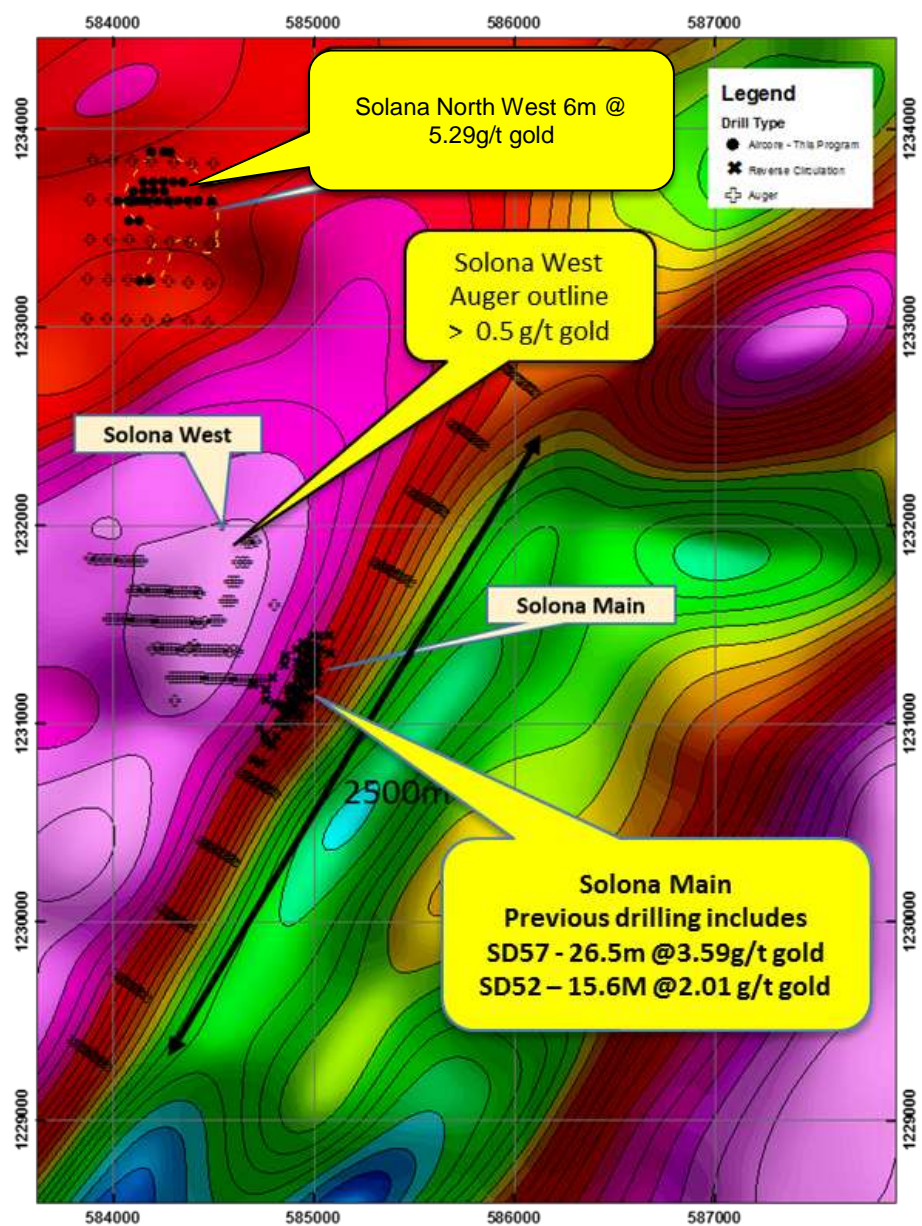 584000
585000
586000
587000
1234000
1234000
Solana North West 6m @
5.29g/t gold
Legend
Drill Type
Aircore - This Program
Reverse Circulation
Auger
1233000
1233000
Solona West
Auger outline
> 0.5 g/t gold
Solona West
1232000
1232000
Solona Main
1231000
1231000
2500m
Solona Main
Previous drilling includes
SD57 - 26.5m @3.59g/t gold
SD52 – 15.6M @2.01 g/t gold
1230000
1230000
1229000
1229000
584000
585000
586000
587000